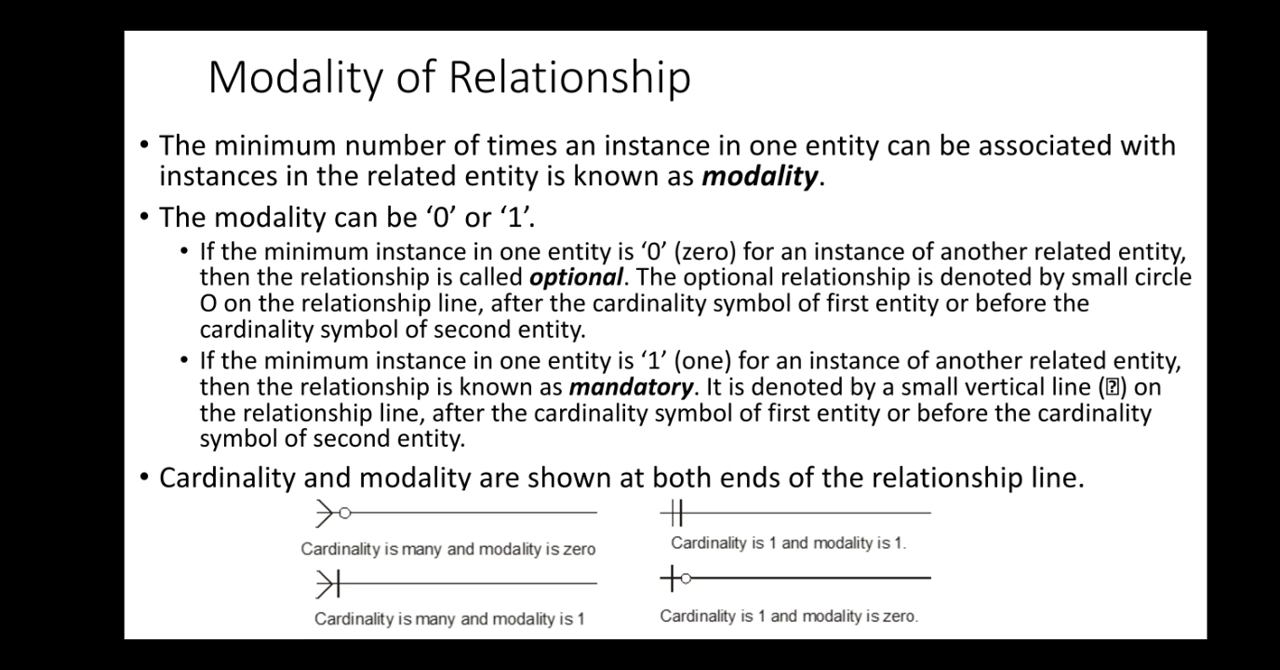 Modality of Relationship
• The minimum number of times an instance in one entity can be associated with
instances in the related entity is known as modality.
• The modality can be ‘0’ or ‘1’.
• If the minimum instance in one entity is ‘0’ (zero) for an instance of another related entity,
then the relationship is called optional. The optional relationship is denoted by small circle
O on the relationship line, after the cardinality symbol of first entity or before the
cardinality symbol of second entity.
• If the minimum instance in one entity is ‘1’ (one) for an instance of another related entity,
then the relationship is known as mandatory. It is denoted by a small vertical line (⍰) on
the relationship line, after the cardinality symbol of first entity or before the cardinality
symbol of second entity.
• Cardinality and modality are shown at both ends of the relationship line.
Cardinality is many and modality is zero
Cardinality is 1 and modality is 1.
Cardinality is many and modality is 1
Cardinality is 1 and modality is zero.